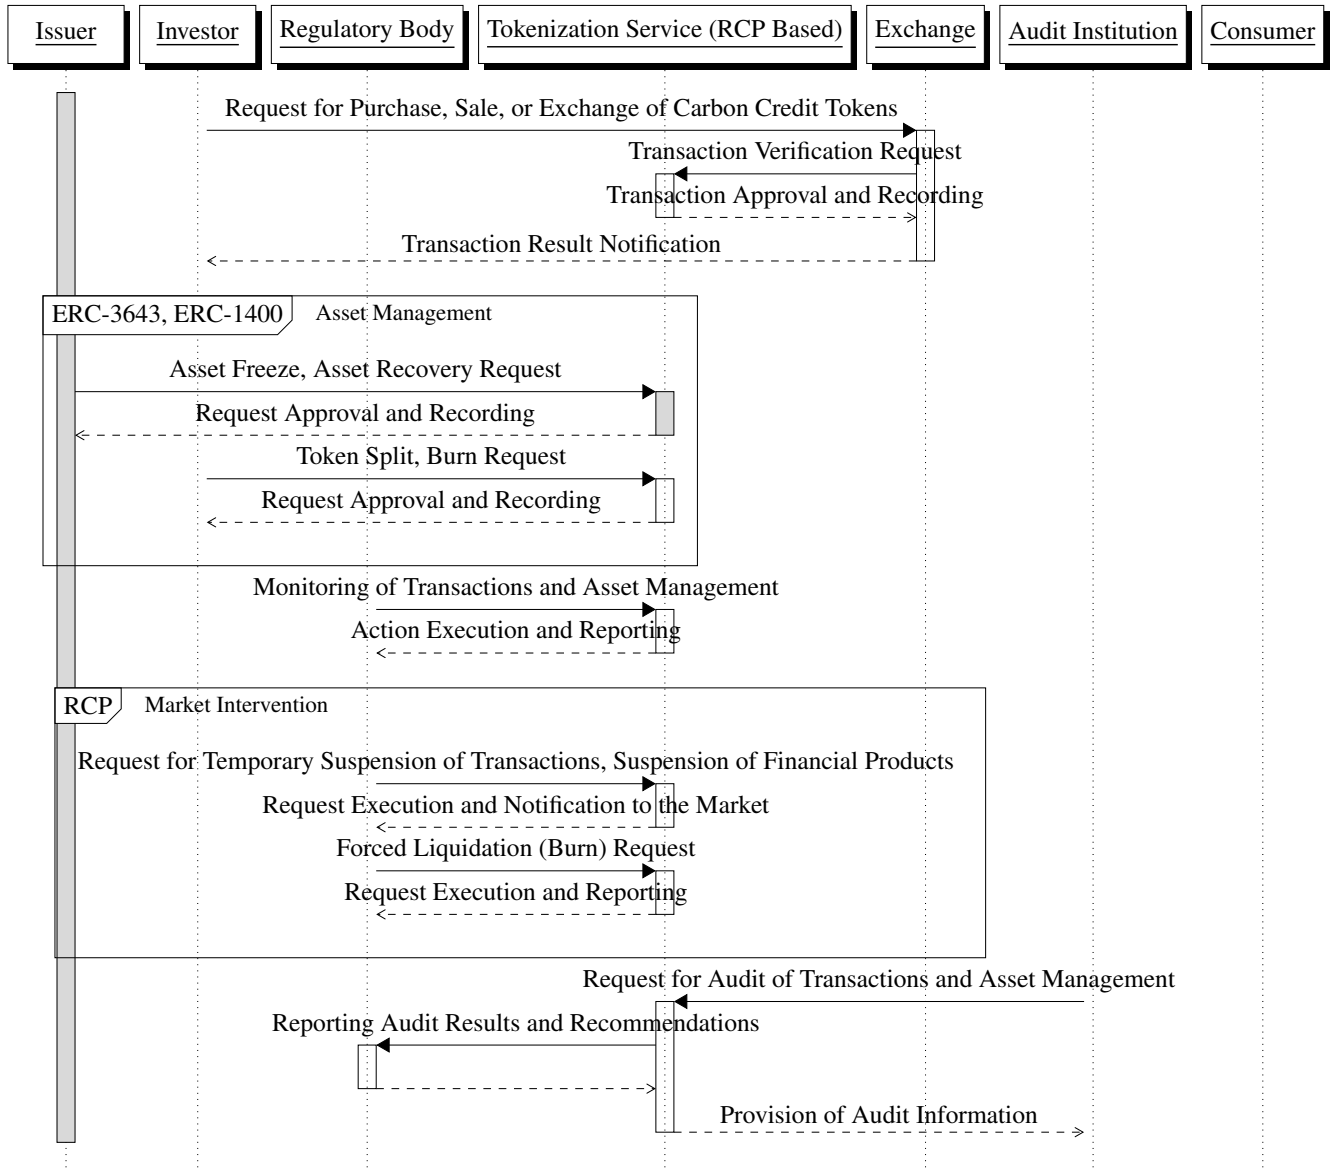 Issuer
Investor
Regulatory Body
Tokenization Service (RCP Based)
Exchange
Audit Institution
Consumer
Request for Purchase, Sale, or Exchange of Carbon Credit Tokens
Transaction Verification Request
Transaction Approval and Recording
Transaction Result Notification
ERC-3643, ERC-1400
Asset Management
Asset Freeze, Asset Recovery Request
Request Approval and Recording
Token Split, Burn Request
Request Approval and Recording
Monitoring of Transactions and Asset Management
Action Execution and Reporting
RCP
Market Intervention
Request for Temporary Suspension of Transactions, Suspension of Financial Products
Request Execution and Notification to the Market
Forced Liquidation (Burn) Request
Request Execution and Reporting
Request for Audit of Transactions and Asset Management
Reporting Audit Results and Recommendations
Provision of Audit Information